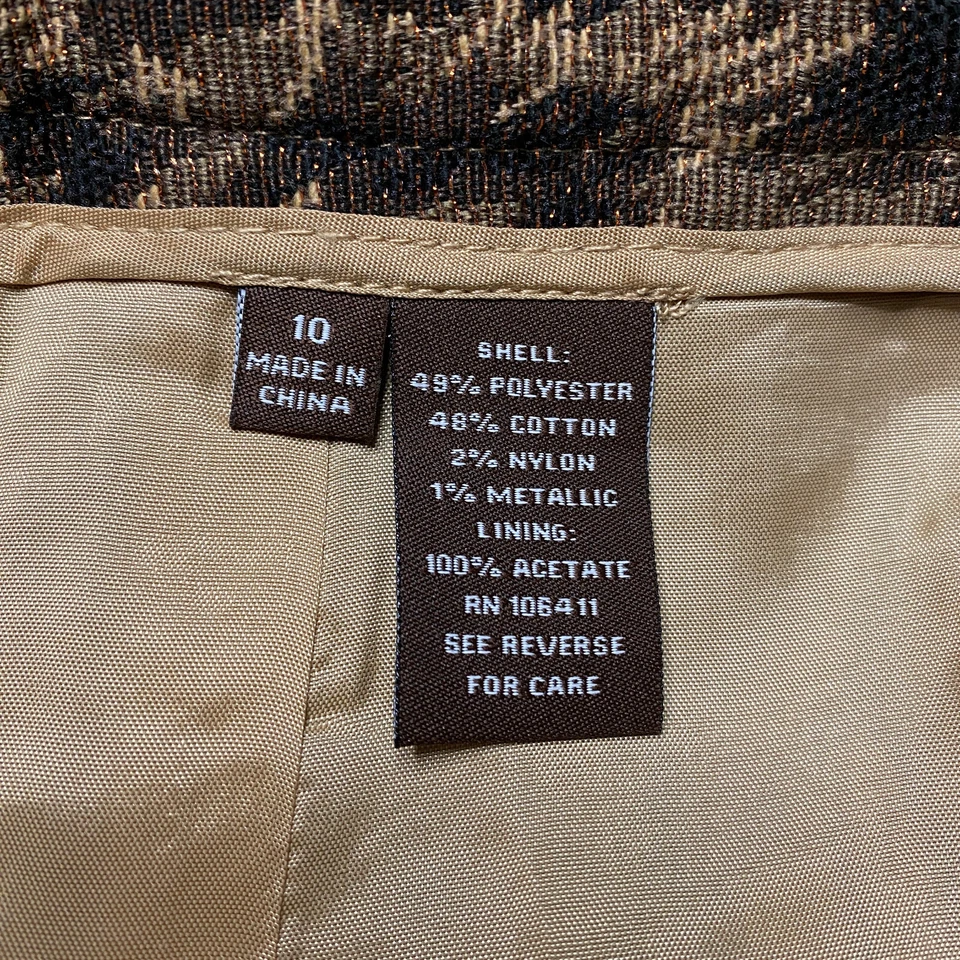 10
MADE IN
CHINA
SHELL:
49% POLYESTER
48% COTTON
2% NYLON
1% METALLIC
LINING:
100% ACETATE
RN 106411
SEE REVERSE
FOR CARE